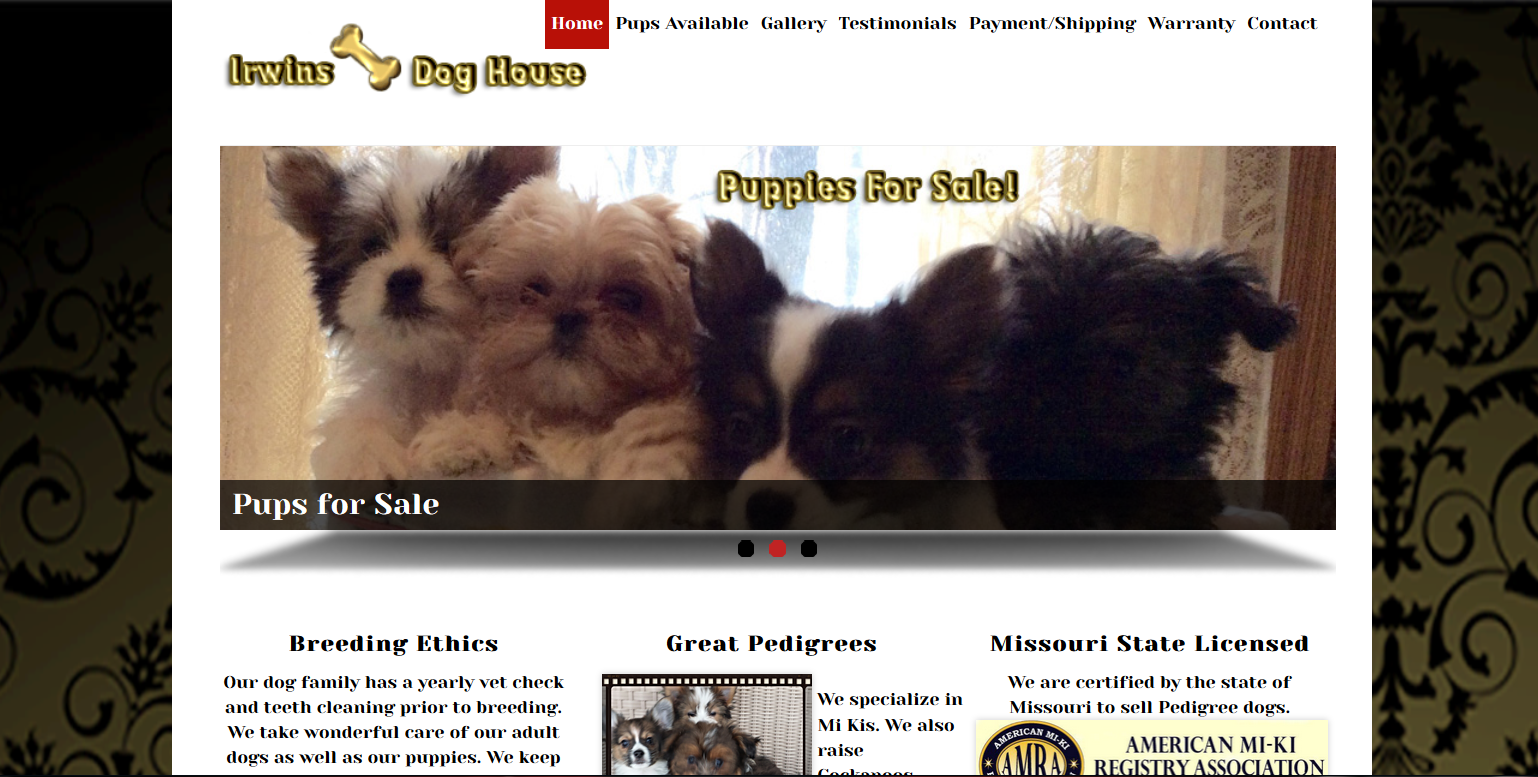 Home Pups Available Gallery Testimonials Payment/Shipping Warranty Contact
Irwins Dog House
Puppies For Sale!
Pups for Sale
Breeding Ethics
Our dog family has a yearly vet check
and teeth cleaning prior to breeding.
We take wonderful care of our adult
dogs as well as our puppies. We keep
Great Pedigrees
We specialize in
Mi Kis. We also
raise
Cockapoos
Missouri State Licensed
We are certified by the state of
Missouri to sell Pedigree dogs.
AMERICAN MI-KI
AMRA
AMERICAN MI-KI
REGISTRY ASSOCIATION